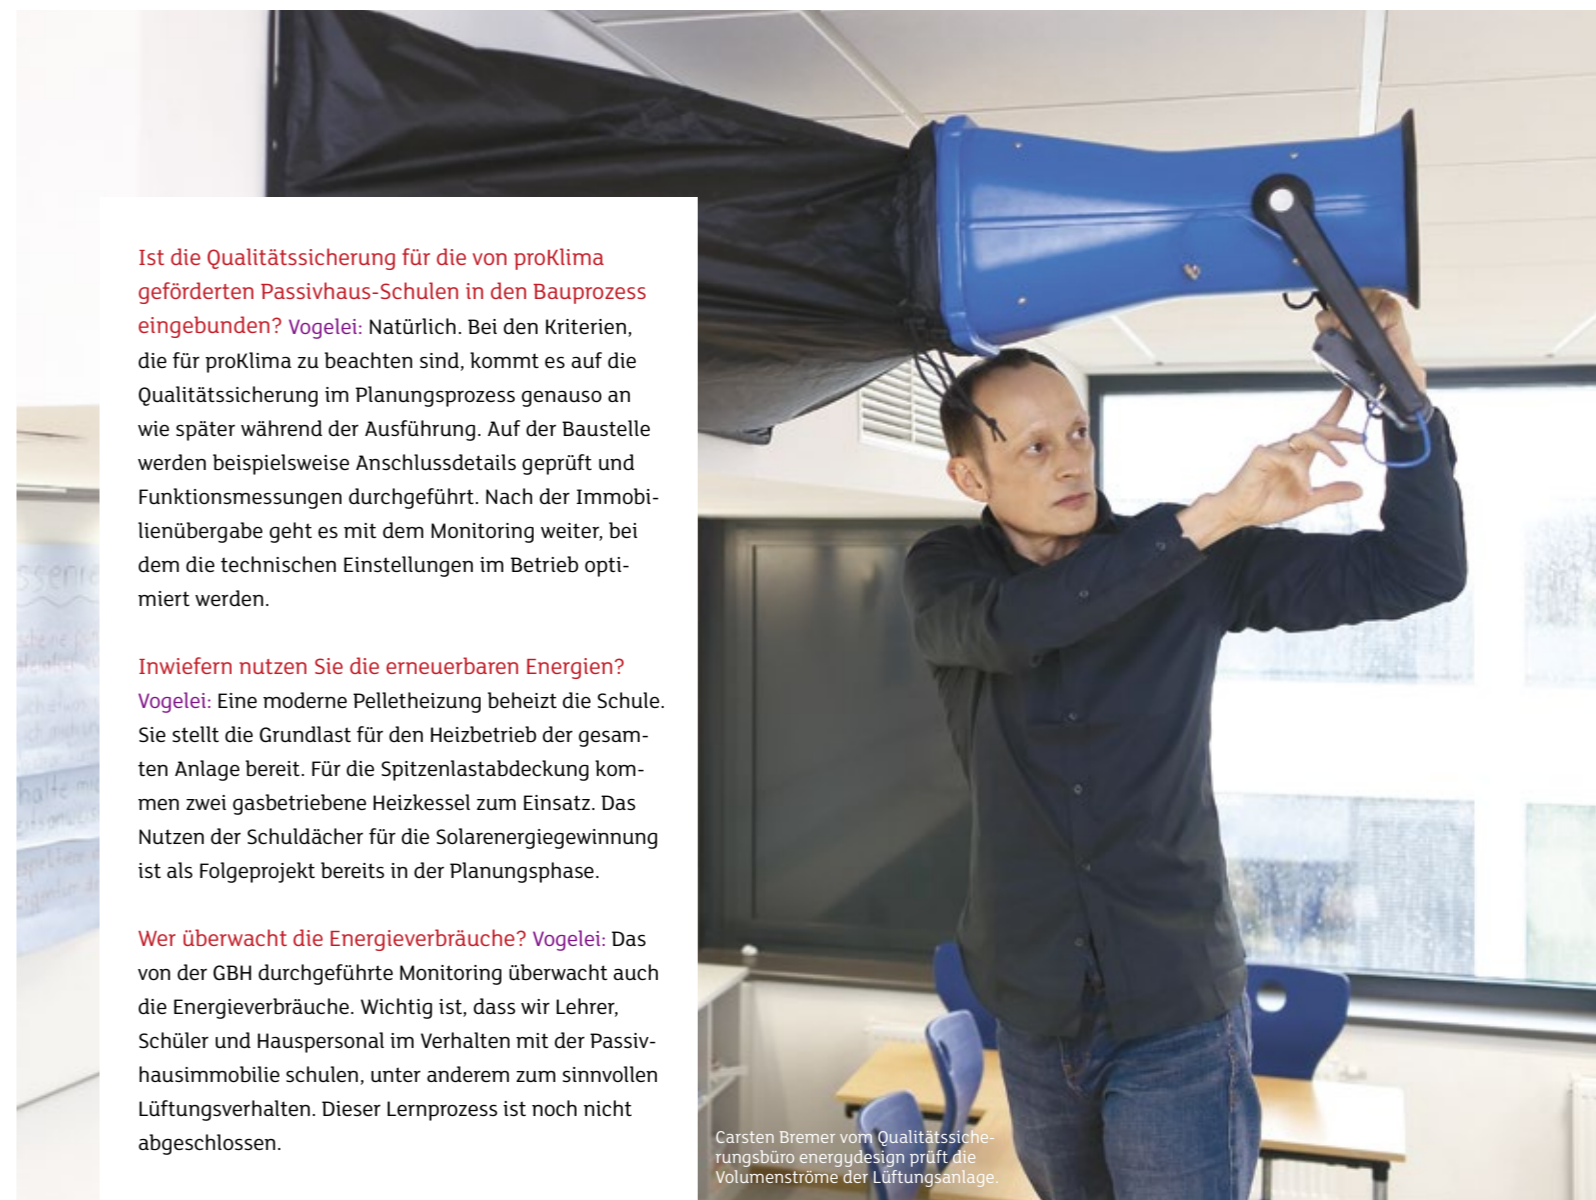 Ist die Qualitätssicherung für die von proKlima
geförderten Passivhaus-Schulen in den Bauprozess
eingebunden? Vogelei: Natürlich. Bei den Kriterien,
die für proKlima zu beachten sind, kommt es auf die
Qualitätssicherung im Planungsprozess genauso an
wie später während der Ausführung. Auf der Baustelle
werden beispielsweise Anschlussdetails geprüft und
Funktionsmessungen durchgeführt. Nach der Immobi-
lienübergabe geht es mit dem Monitoring weiter, bei
dem die technischen Einstellungen im Betrieb opti-
miert werden.
Inwiefern nutzen Sie die erneuerbaren Energien?
Vogelei: Eine moderne Pelletheizung beheizt die Schule.
Sie stellt die Grundlast für den Heizbetrieb der gesam-
ten Anlage bereit. Für die Spitzenlastabdeckung kom-
men zwei gasbetriebene Heizkessel zum Einsatz. Das
Nutzen der Schuldächer für die Solarenergiegewinnung
ist als Folgeprojekt bereits in der Planungsphase.
Wer überwacht die Energieverbräuche? Vogelei: Das
von der GBH durchgeführte Monitoring überwacht auch
die Energieverbräuche. Wichtig ist, dass wir Lehrer,
Schüler und Hauspersonal im Verhalten mit der Passiv-
hausimmobilie schulen, unter anderem zum sinnvollen
Lüftungsverhalten. Dieser Lernprozess ist noch nicht
abgeschlossen.
Carsten Bremer vom Qualitätssiche-
rungsbüro energydesign prüft die
Volumenströme der Lüftungsanlage.